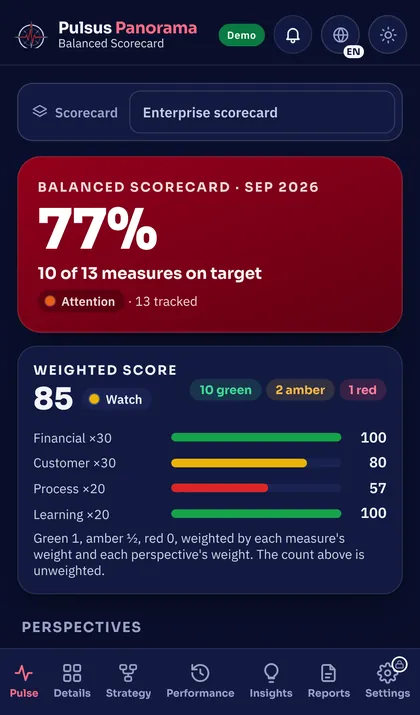 Pulsus Panorama
Balanced Scorecard
Demo
EN
Scorecard
Enterprise scorecard
BALANCED SCORECARD · SEP 2026
77%
10 of 13 measures on target
Attention · 13 tracked
WEIGHTED SCORE
85 Watch
10 green 2 amber 1 red
Financial ×30 100
Customer ×30 80
Process ×20 57
Learning ×20 100
Green 1, amber ½, red 0, weighted by each measure's
weight and each perspective's weight. The count above is
unweighted.
PERSPECTIVES
Pulse Details Strategy Performance Insights Reports Settings